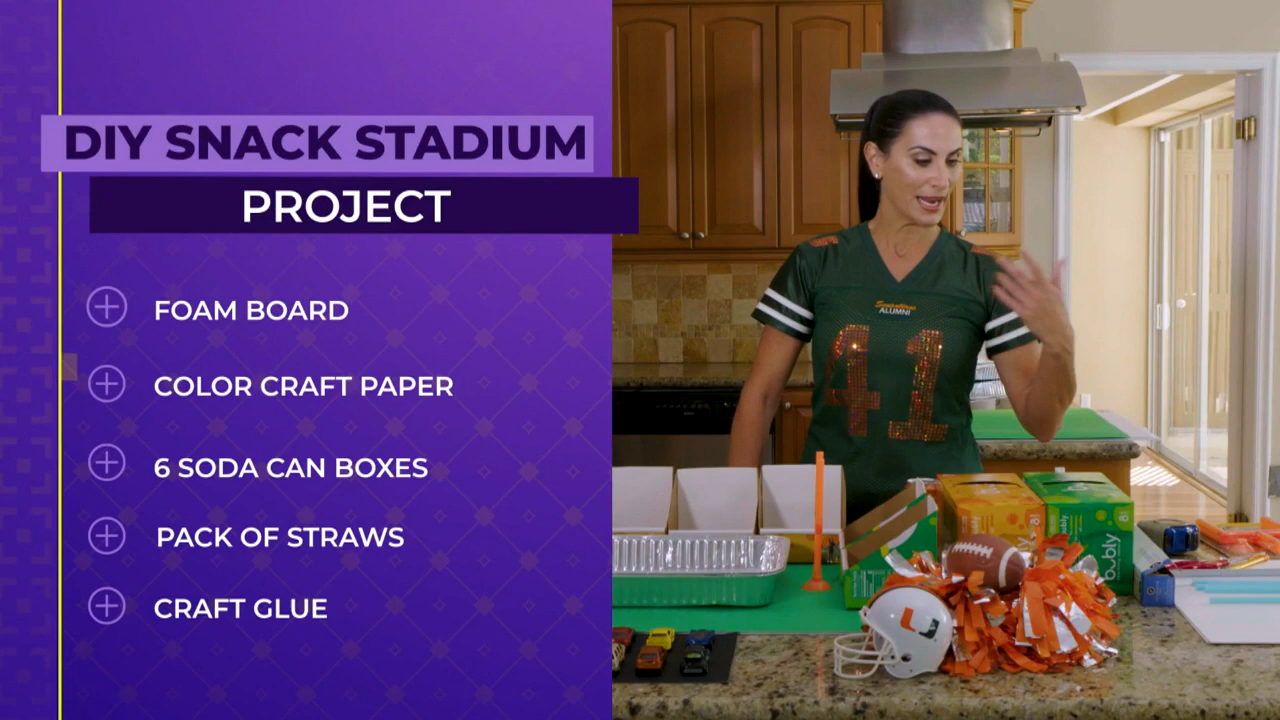 DIY SNACK STADIUM
PROJECT
FOAM BOARD
COLOR CRAFT PAPER
6 SODA CAN BOXES
PACK OF STRAWS
CRAFT GLUE
ALUMNI
41
bubly
8
U